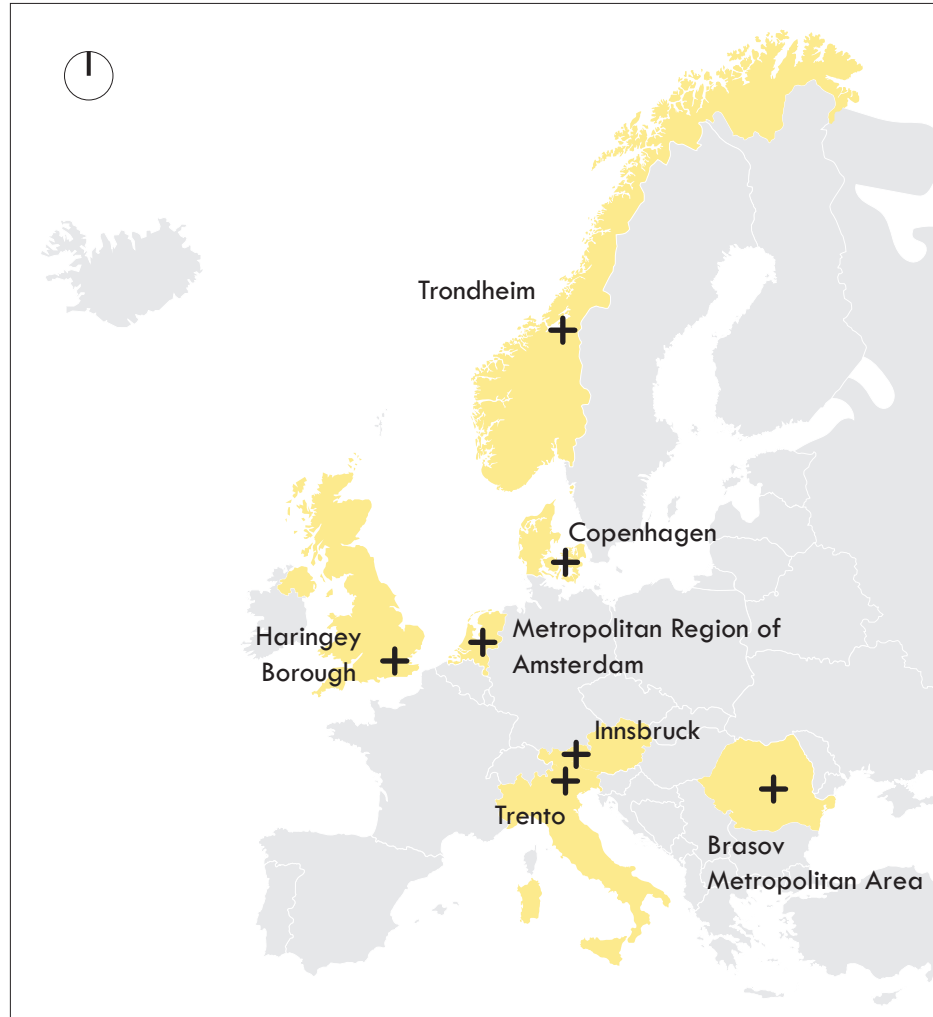 Trondheim
Copenhagen
Haringey
Borough
Metropolitan Region of
Amsterdam
Innsbruck
Trento
Brasov
Metropolitan Area